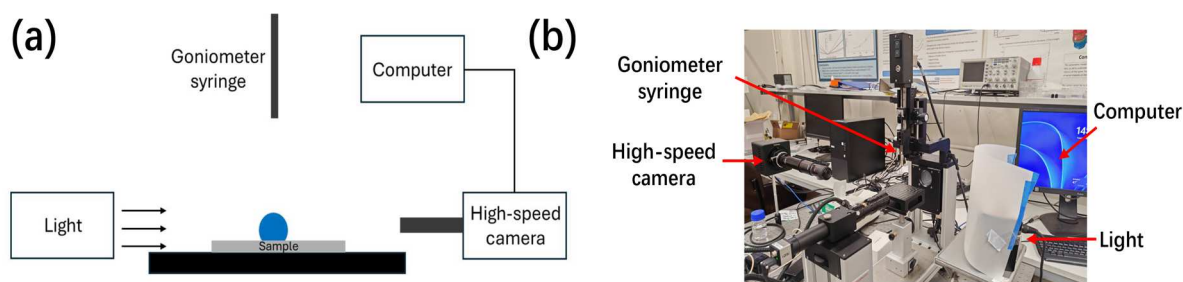 (a)
Goniometer
syringe
Computer
Light
Sample
High-speed
camera
(b)
Goniometer
syringe
High-speed
camera
Computer
Light